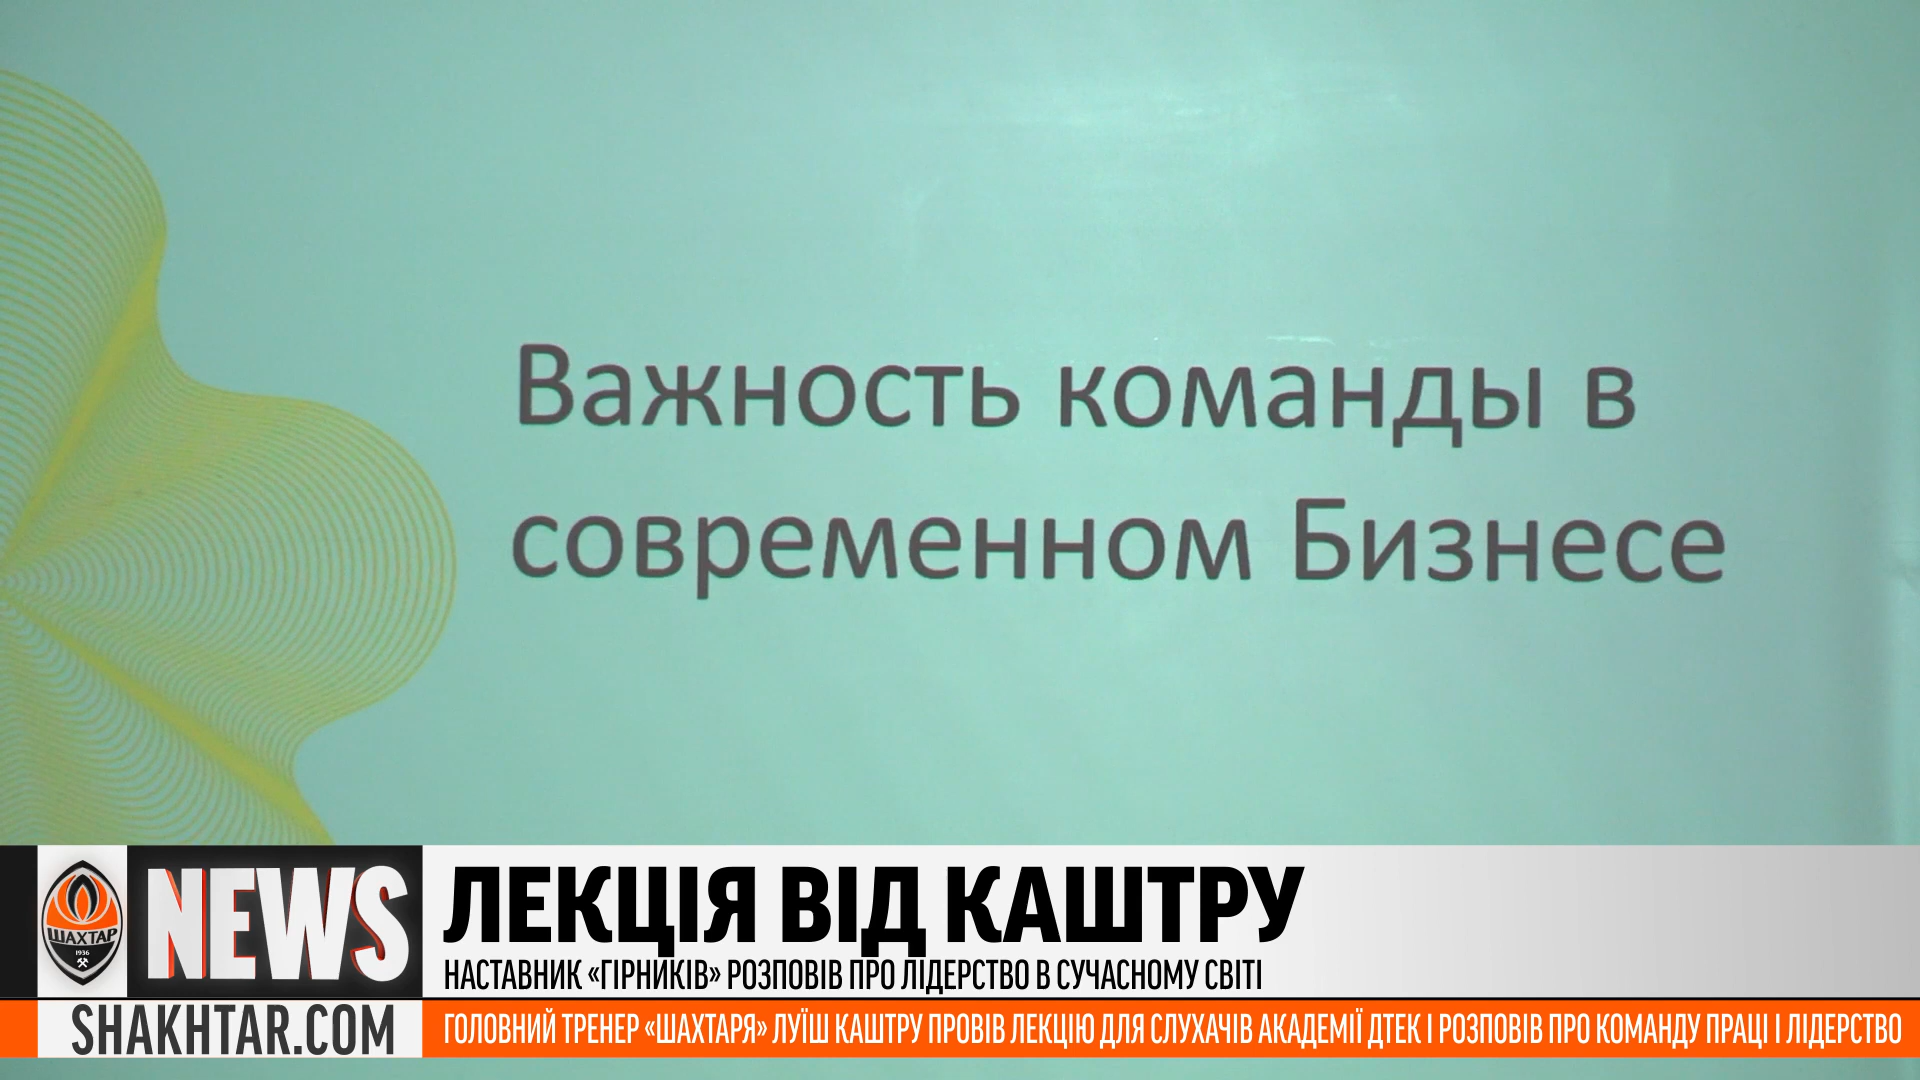 Важность команды в
современном Бизнесе
ШАХТАР
1936
NEWS
ЛЕКЦІЯ ВІД КАШТРУ
НАСТАВНИК «ГІРНИКІВ» РОЗПОВІВ ПРО ЛІДЕРСТВО В СУЧАСНОМУ СВІТІ
SHAKHTAR.COM
ГОЛОВНИЙ ТРЕНЕР «ШАХТАРЯ» ЛУЇШ КАШТРУ ПРОВІВ ЛЕКЦІЮ ДЛЯ СЛУХАЧІВ АКАДЕМІЇ ДТЕК І РОЗПОВІВ ПРО КОМАНДУ ПРАЦІ І ЛІДЕРСТВО